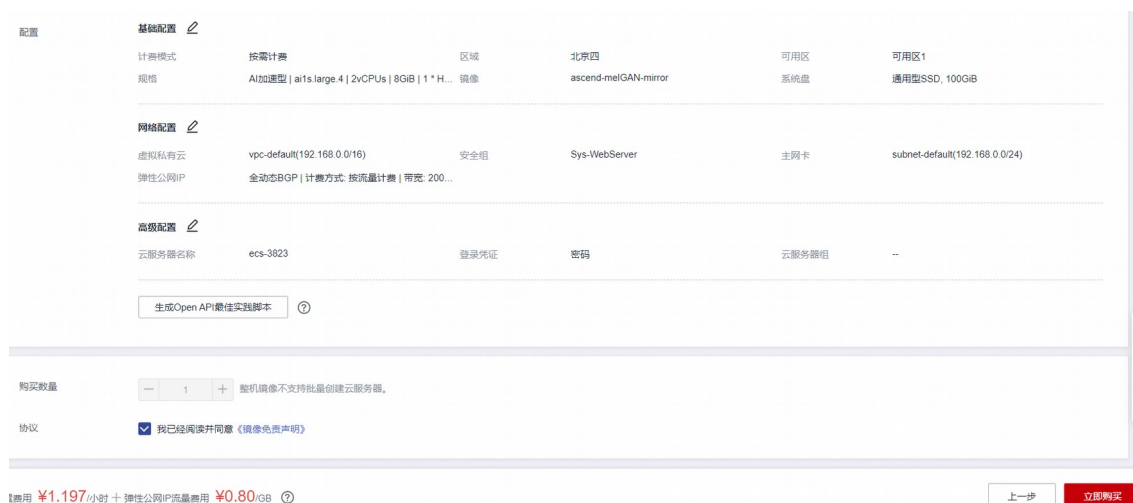 配置 基础配置
计费模式 按需计费 区域 北京四 可用区 可用区1
规格 AI加速型 | ai1s.large.4 | 2vCPUs | 8GiB | 1 * H... 镜像 ascend-melGAN-mirror 系统盘 通用型SSD, 100GiB
网络配置
虚拟私有云 vpc-default(192.168.0.0/16) 安全组 Sys-WebServer 主网卡 subnet-default(192.168.0.0/24)
弹性公网IP 全动态BGP | 计费方式: 按流量计费 | 带宽: 200...
高级配置
云服务器名称 ecs-3823 登录凭证 密码 云服务器组 --
生成Open API最佳实践脚本 ?
购买数量 — 1 + 整机镜像不支持批量创建云服务器。
协议 我已经阅读并同意《镜像免责声明》
费用 ¥1.197/小时 + 弹性公网IP流量费用 ¥0.80/GB ? 上一步 立即购买